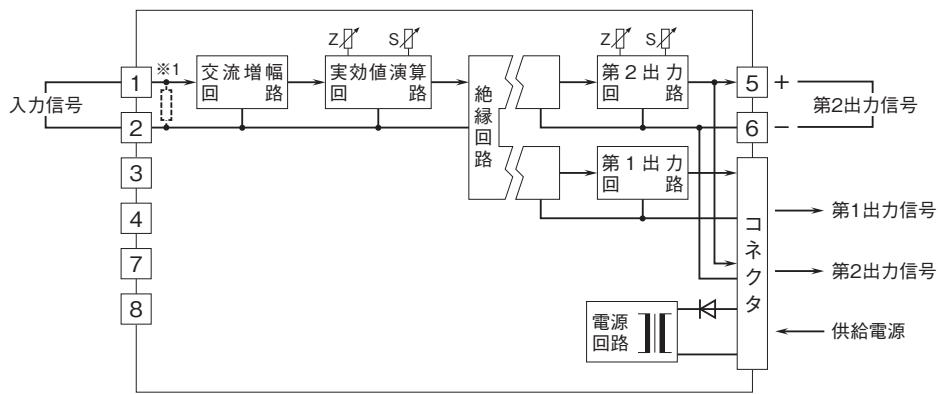 Z S Z S
1 ※1 交流増幅回路 実効値演算回路 絶縁回路 第2出力回路 5 +
入力信号 第2出力信号
2 6 −
3 第1出力回路
4 コネクタ 第1出力信号
7 第2出力信号
8 電源回路 供給電源